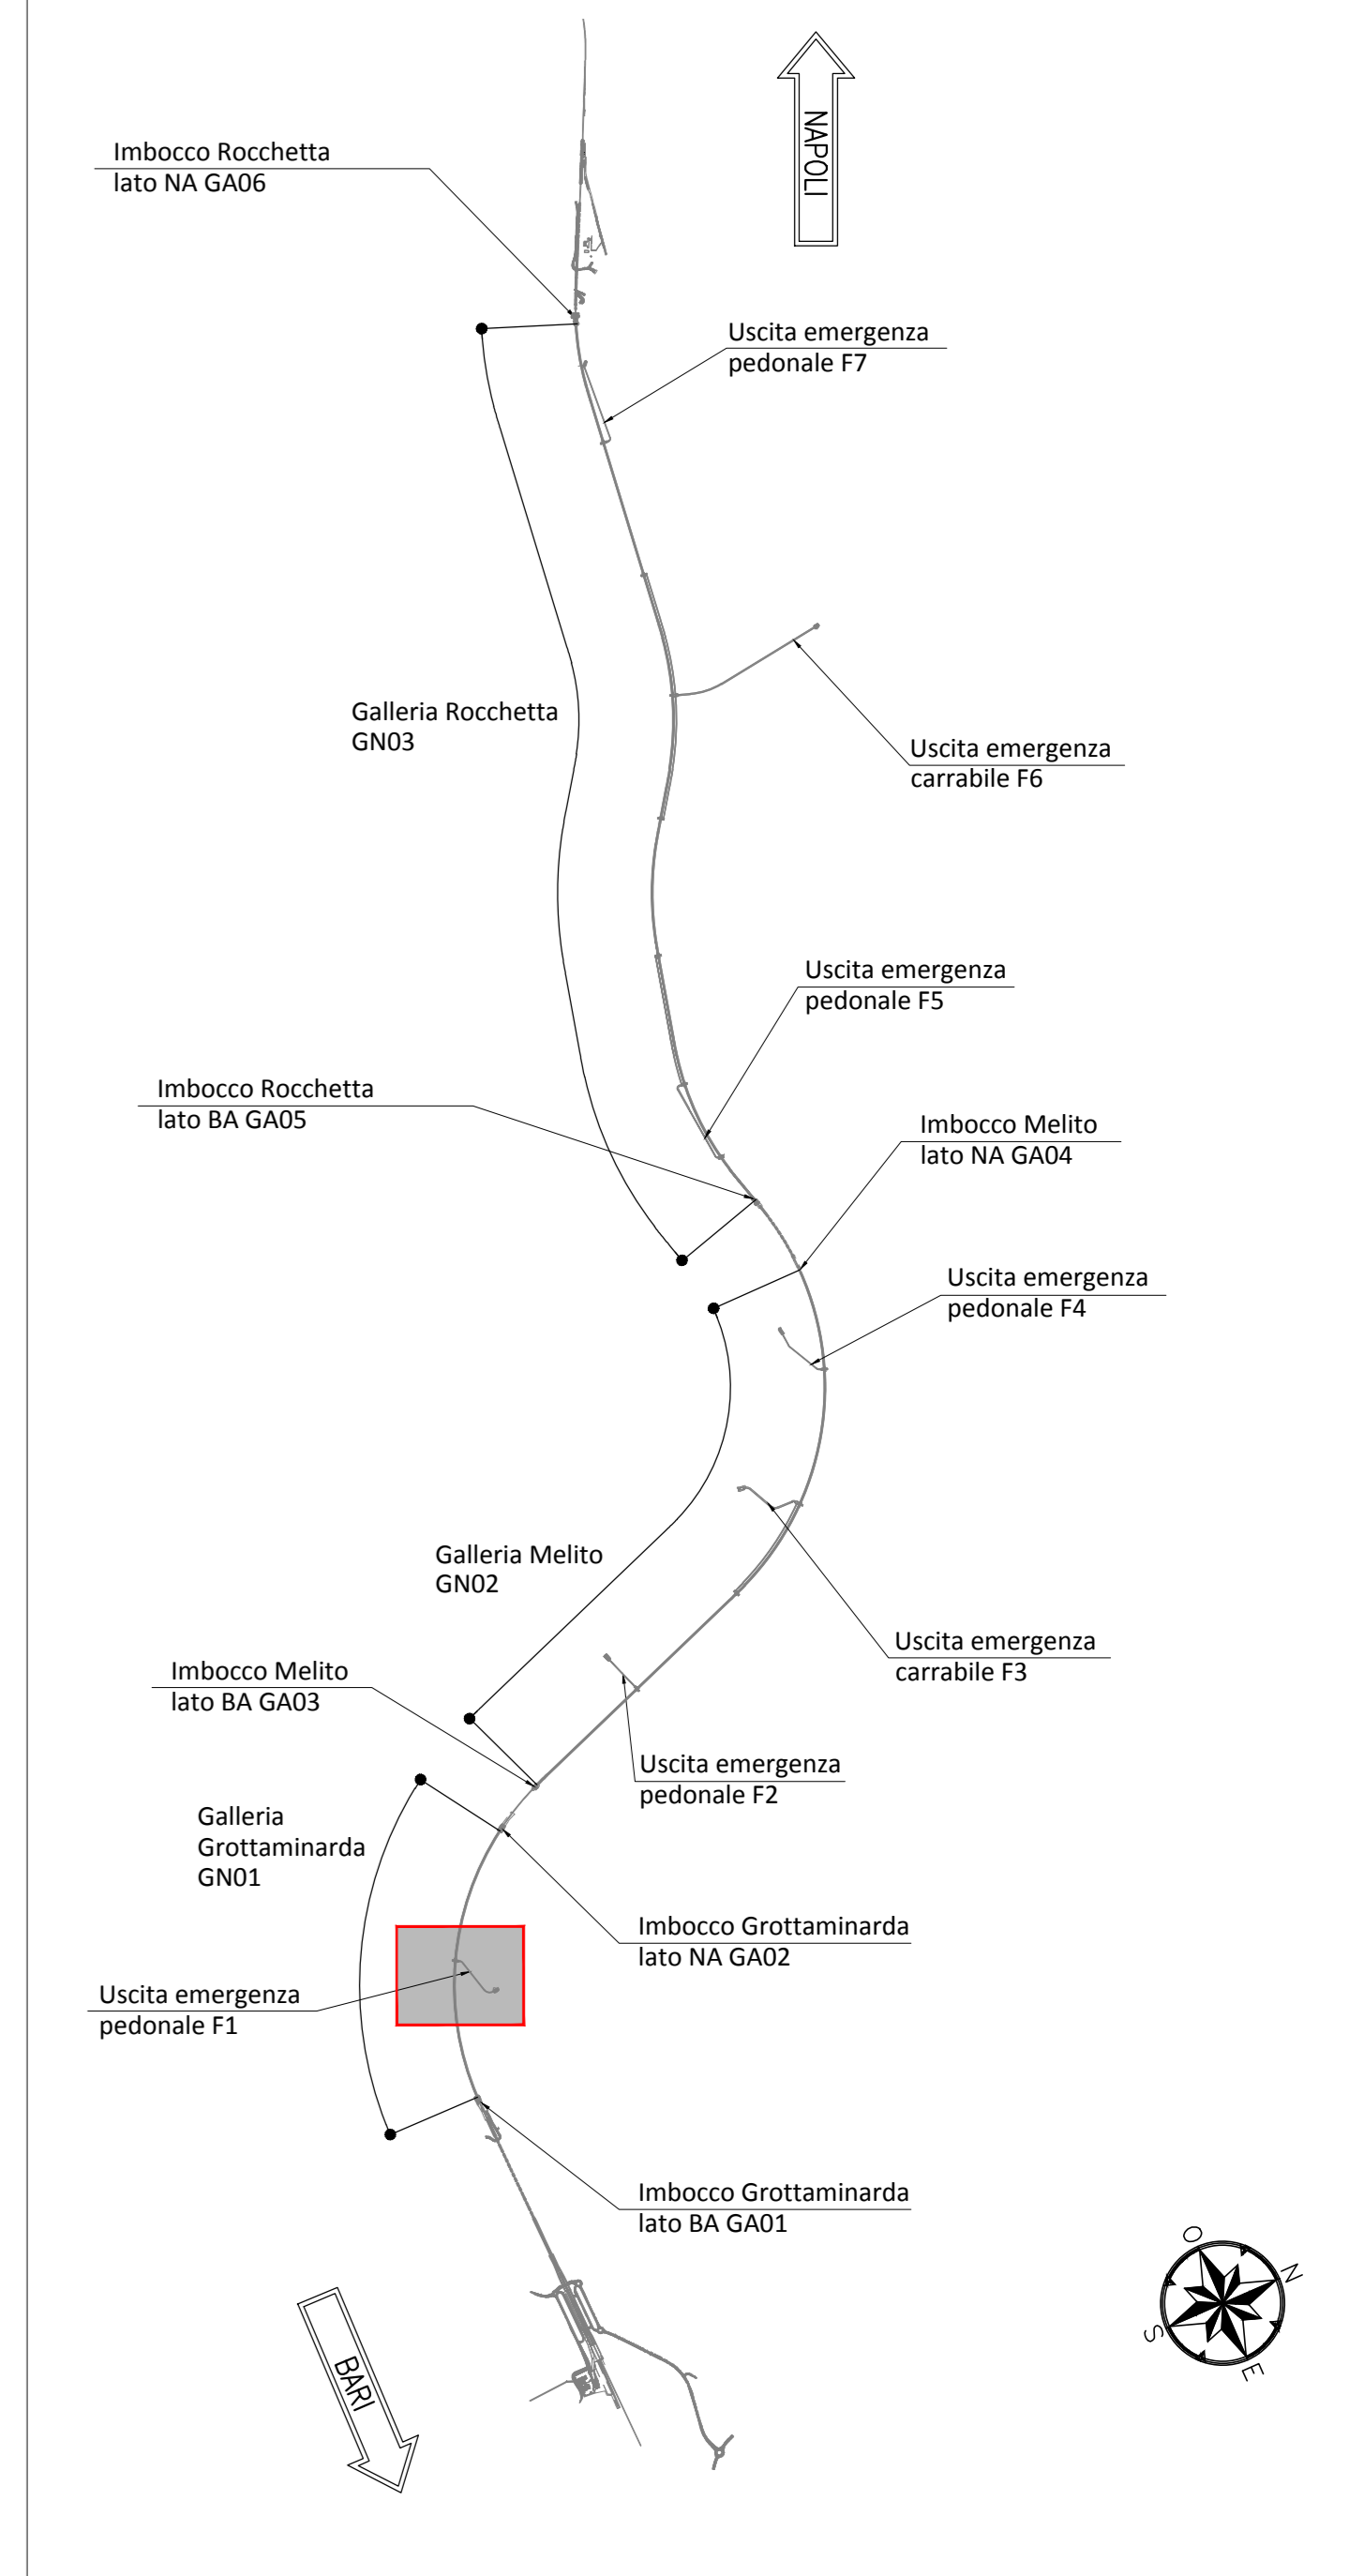 NAPOLI
Imbocco Rocchetta
lato NA GA06
Uscita emergenza
pedonale F7
Galleria Rocchetta
GN03
Uscita emergenza
carrabile F6
Uscita emergenza
pedonale F5
Imbocco Rocchetta
lato BA GA05
Imbocco Melito
lato NA GA04
Uscita emergenza
pedonale F4
Galleria Melito
GN02
Uscita emergenza
carrabile F3
Imbocco Melito
lato BA GA03
Uscita emergenza
pedonale F2
Galleria
Grottaminarda
GN01
Imbocco Grottaminarda
lato NA GA02
Uscita emergenza
pedonale F1
Imbocco Grottaminarda
lato BA GA01
BARI
O
N
S
E